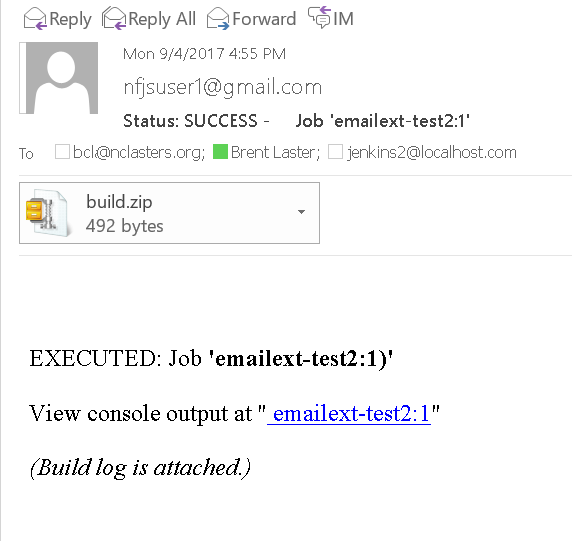 Reply Reply All Forward IM
Mon 9/4/2017 4:55 PM
nfjsuser1@gmail.com
Status: SUCCESS - Job 'emailext-test2:1'
To bcl@nclasters.org; Brent Laster; jenkins2@localhost.com
build.zip
492 bytes
EXECUTED: Job 'emailext-test2:1)'
View console output at " emailext-test2:1"
(Build log is attached.)